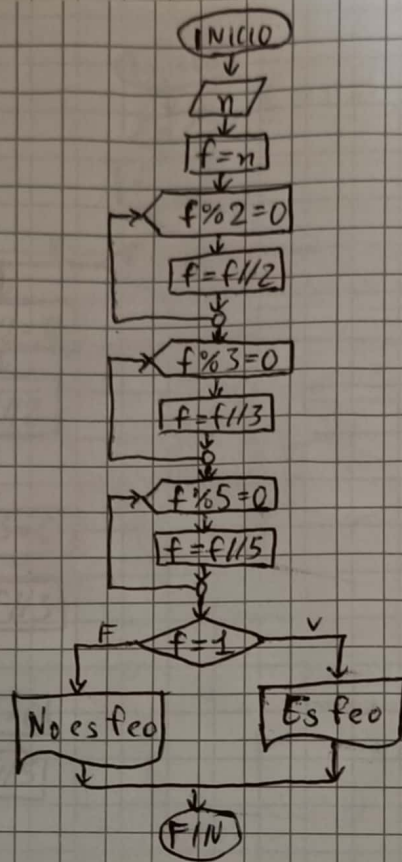 INICIO
n
f=n
f%2=0
f=f//2
f%3=0
f=f//3
f%5=0
f=f//5
F f=1 V
No es feo Es feo
FIN